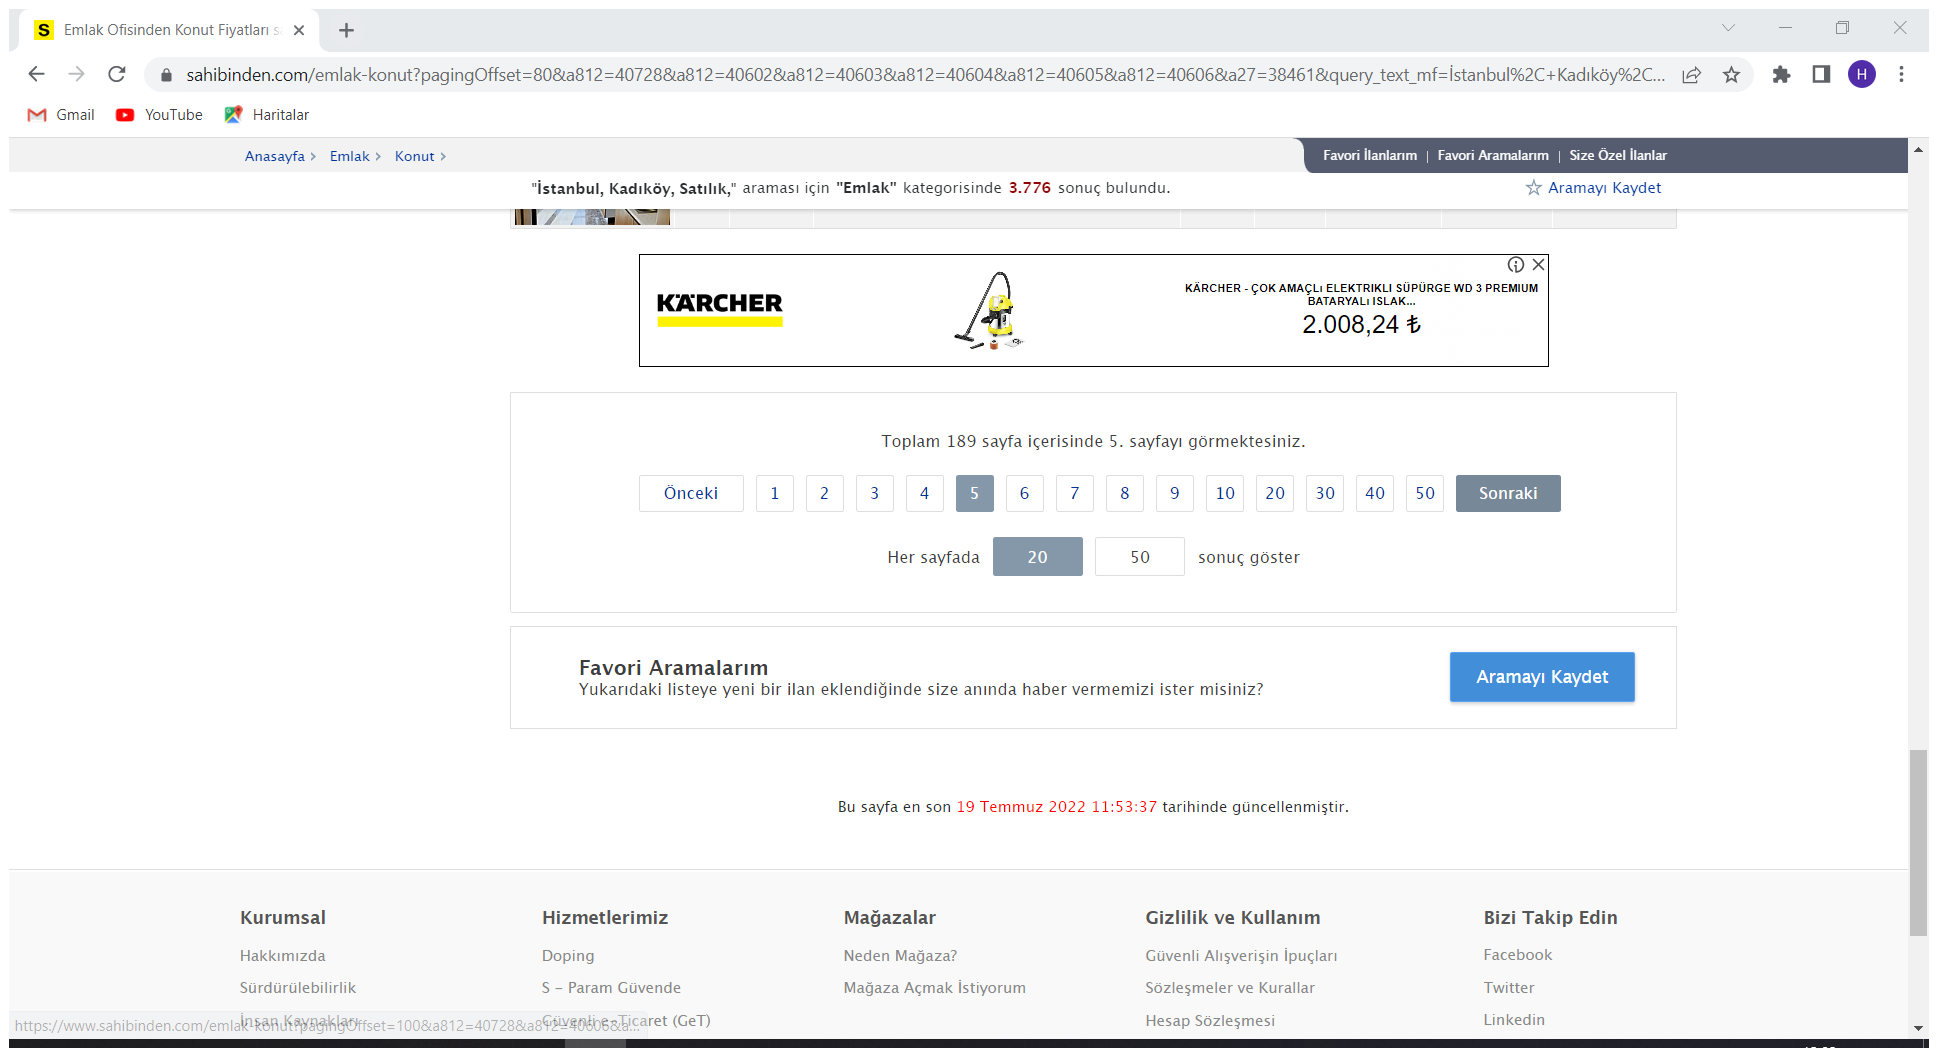 S Emlak Ofisinden Konut Fiyatları
sahibinden.com/emlak-konut?pagingOffset=80&a812=40728&a812=40602&a812=40603&a812=40604&a812=40605&a812=40606&a27=38461&query_text_mf=İstanbul%2C+Kadıköy%2C... H
Gmail YouTube Haritalar
Anasayfa > Emlak > Konut > Favori İlanlarım | Favori Aramalarım | Size Özel İlanlar
"İstanbul, Kadıköy, Satılık," araması için "Emlak" kategorisinde 3.776 sonuç bulundu. Aramayı Kaydet
KÄRCHER
KÄRCHER - ÇOK AMAÇLı ELEKTRIKLI SÜPÜRGE WD 3 PREMIUM
BATARYALı ISLAK...
2.008,24 ₺
Toplam 189 sayfa içerisinde 5. sayfayı görmektesiniz.
Önceki 1 2 3 4 5 6 7 8 9 10 20 30 40 50 Sonraki
Her sayfada 20 50 sonuç göster
Favori Aramalarım
Yukarıdaki listeye yeni bir ilan eklendiğinde size anında haber vermemizi ister misiniz?
Aramayı Kaydet
Bu sayfa en son 19 Temmuz 2022 11:53:37 tarihinde güncellenmiştir.
Kurumsal Hizmetlerimiz Mağazalar Gizlilik ve Kullanım Bizi Takip Edin
Hakkımızda Doping Neden Mağaza? Güvenli Alışverişin İpuçları Facebook
Sürdürülebilirlik S - Param Güvende Mağaza Açmak İstiyorum Sözleşmeler ve Kurallar Twitter
İnsan Kaynakları Güvenli e-Ticaret (GeT) Hesap Sözleşmesi Linkedin
https://www.sahibinden.com/emlak-konut?pagingOffset=100&a812=40728&a812=40606&a...